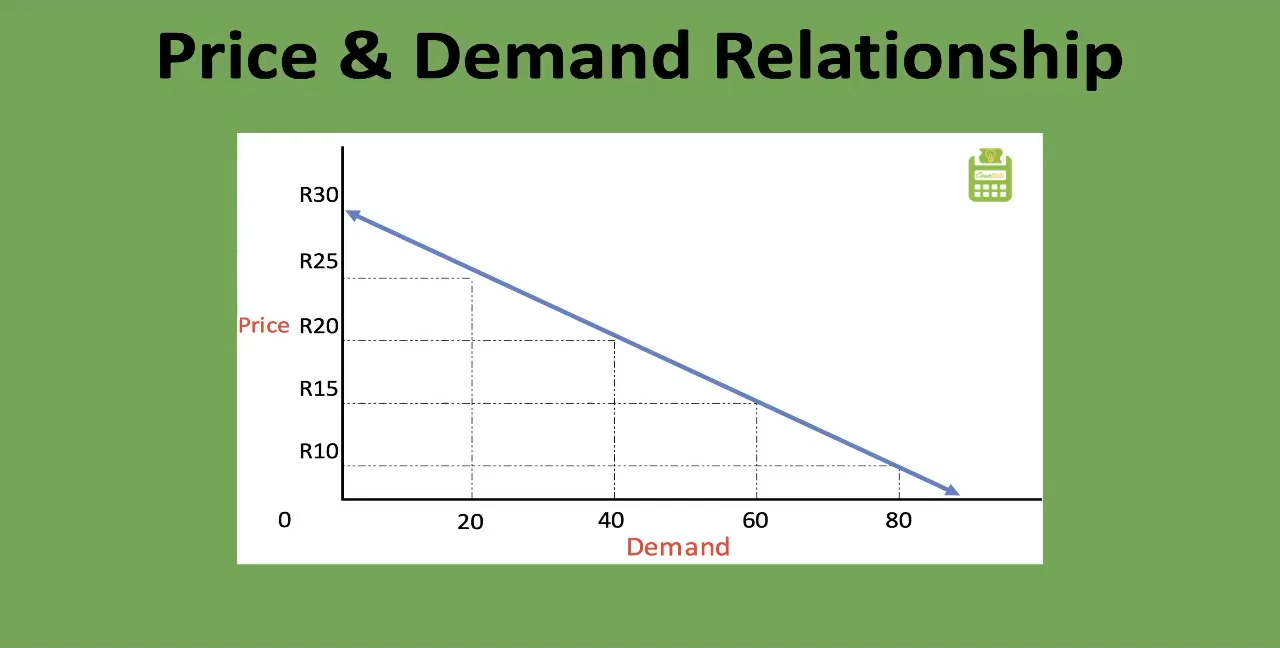 Price & Demand Relationship
R30
R25
Price R20
R15
R10
0 20 40 60 80
Demand